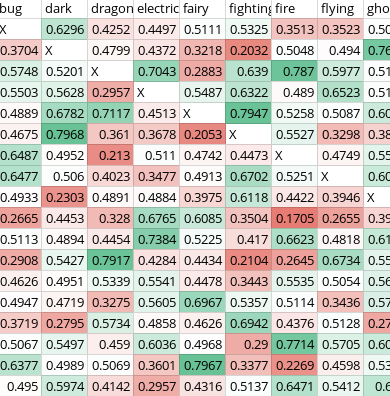 bug dark dragon electric fairy fighting fire flying gho
X 0.6296 0.4252 0.4497 0.5111 0.5325 0.3513 0.3523 0.50
0.3704 X 0.4799 0.4372 0.3218 0.2032 0.5048 0.494 0.76
0.5748 0.5201 X 0.7043 0.2883 0.639 0.787 0.5977 0.51
0.5503 0.5628 0.2957 X 0.5487 0.6322 0.489 0.6523 0.51
0.4889 0.6782 0.7117 0.4513 X 0.7947 0.5258 0.5087 0.60
0.4675 0.7968 0.361 0.3678 0.2053 X 0.5527 0.3298 0.38
0.6487 0.4952 0.213 0.511 0.4742 0.4473 X 0.4749 0.55
0.6477 0.506 0.4023 0.3477 0.4913 0.6702 0.5251 X 0.60
0.4933 0.2303 0.4891 0.4884 0.3975 0.6118 0.4422 0.3946 X
0.2665 0.4453 0.328 0.6765 0.6085 0.3504 0.1705 0.2655 0.39
0.5113 0.4894 0.4454 0.7384 0.5225 0.417 0.6623 0.4818 0.61
0.2908 0.5427 0.7917 0.4284 0.4434 0.2104 0.2645 0.6734 0.55
0.4626 0.4951 0.5339 0.5541 0.4478 0.3443 0.5535 0.5054 0.56
0.4947 0.4719 0.3275 0.5605 0.6967 0.5357 0.5114 0.3436 0.57
0.3719 0.2795 0.5734 0.4858 0.4626 0.6942 0.4376 0.5128 0.27
0.5067 0.5497 0.459 0.6036 0.4968 0.29 0.7714 0.5705 0.60
0.6377 0.4989 0.5069 0.3601 0.7967 0.3377 0.2269 0.4598 0.53
0.495 0.5974 0.4142 0.2957 0.4316 0.5137 0.6471 0.5412 0.6